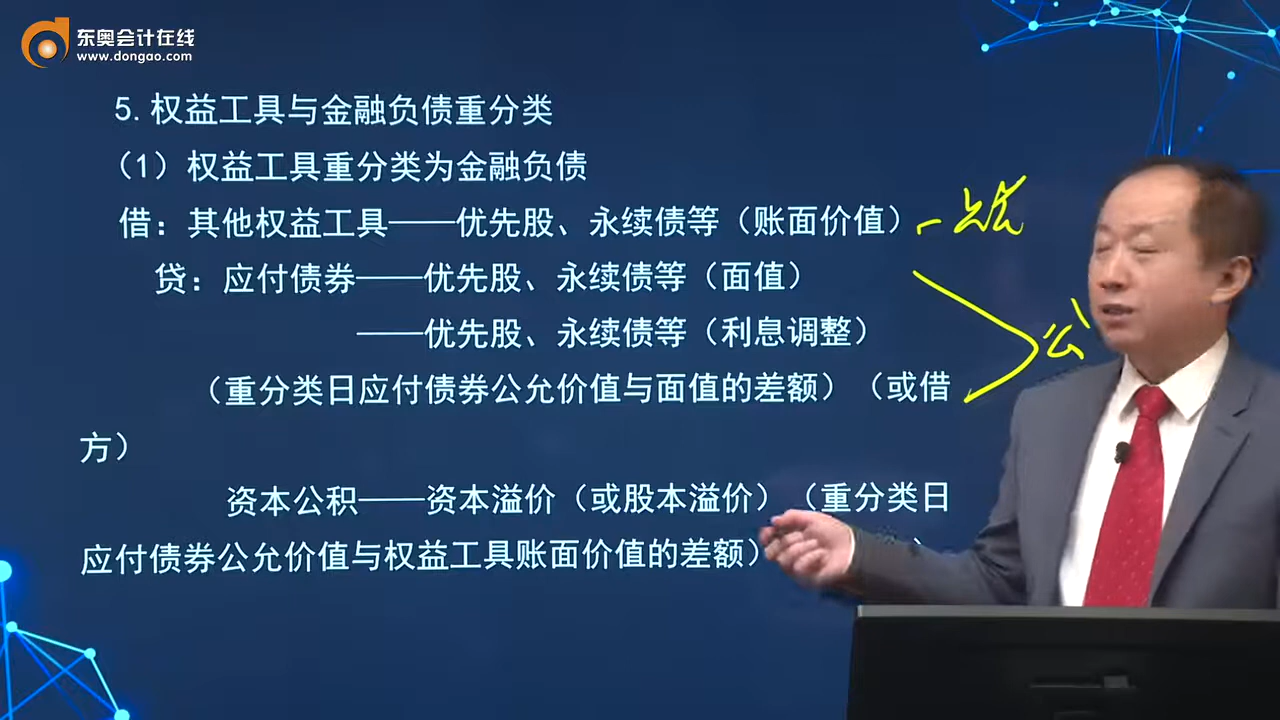 东奥会计在线
www.dongao.com
5.权益工具与金融负债重分类
（1）权益工具重分类为金融负债
借：其他权益工具——优先股、永续债等（账面价值）
贷：应付债券——优先股、永续债等（面值）
——优先股、永续债等（利息调整）
（重分类日应付债券公允价值与面值的差额）（或借
方）
资本公积——资本溢价（或股本溢价）（重分类日
应付债券公允价值与权益工具账面价值的差额）
公